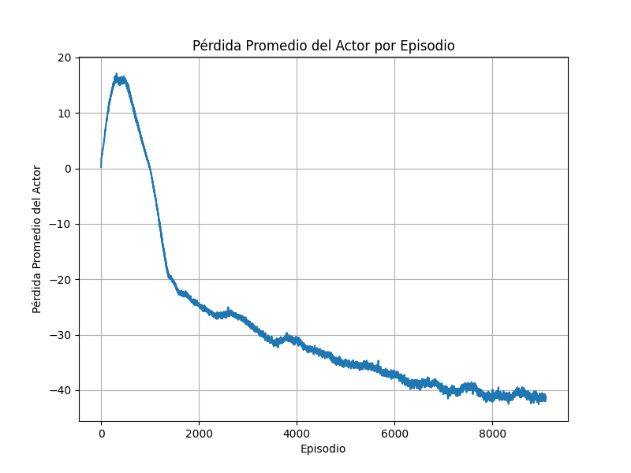 Pérdida Promedio del Actor por Episodio
Pérdida Promedio del Actor
20
10
0
−10
−20
−30
−40
0 2000 4000 6000 8000
Episodio